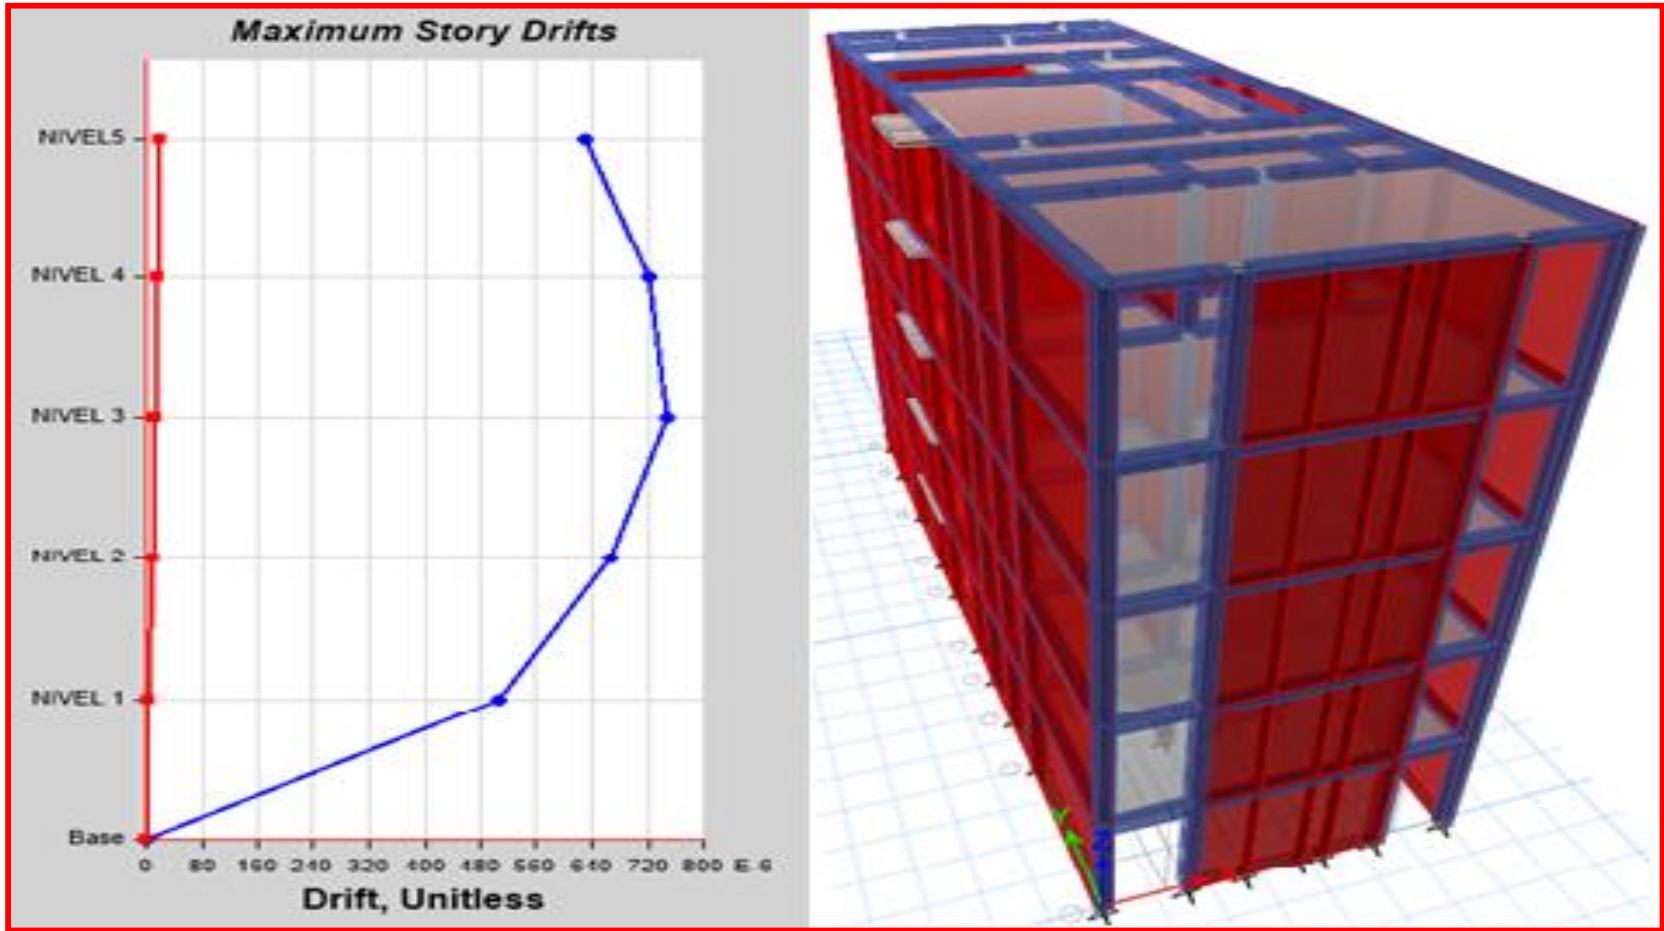 Maximum Story Drifts
NIVEL5
NIVEL 4
NIVEL 3
NIVEL 2
NIVEL 1
Base
0 80 160 240 320 400 480 560 640 720 800 E-6
Drift, Unitless